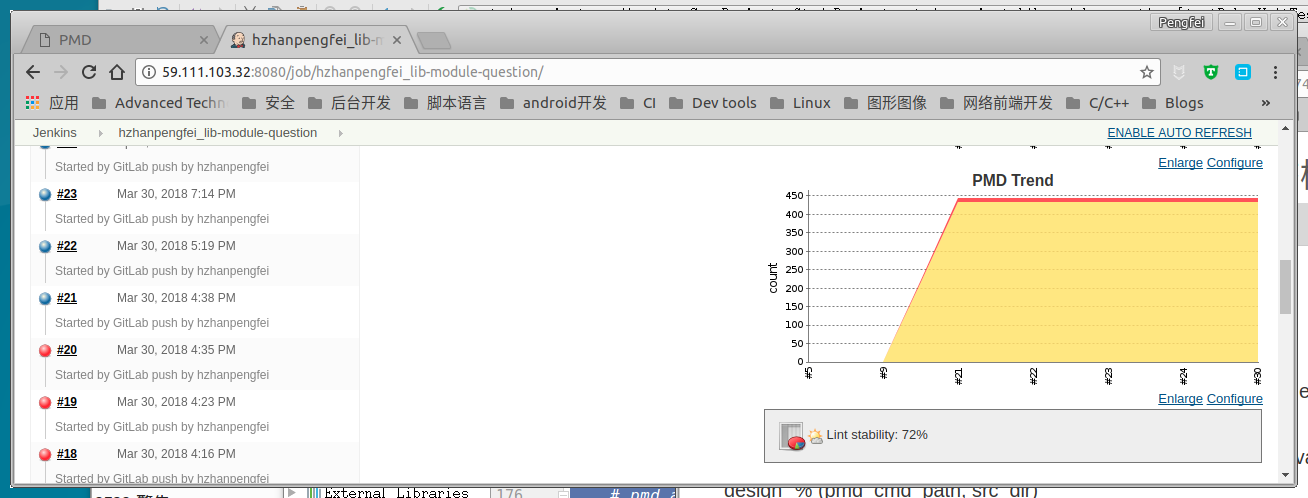 Pengfei
PMD
hzhanpengfei_lib-m
59.111.103.32:8080/job/hzhanpengfei_lib-module-question/
应用 Advanced Techn 安全 后台开发 脚本语言 android开发 CI Dev tools Linux 图形图像 网络前端开发 C/C++ Blogs »
Jenkins hzhanpengfei_lib-module-question ENABLE AUTO REFRESH
Started by GitLab push by hzhanpengfei
#23 Mar 30, 2018 7:14 PM
Started by GitLab push by hzhanpengfei
#22 Mar 30, 2018 5:19 PM
Started by GitLab push by hzhanpengfei
#21 Mar 30, 2018 4:38 PM
Started by GitLab push by hzhanpengfei
#20 Mar 30, 2018 4:35 PM
Started by GitLab push by hzhanpengfei
#19 Mar 30, 2018 4:23 PM
Started by GitLab push by hzhanpengfei
#18 Mar 30, 2018 4:16 PM
Started by GitLab push by hzhanpengfei
Enlarge Configure
PMD Trend
450
400
350
300
250
200
150
100
50
0
count
#5 #9 #21 #22 #23 #24 #30
Enlarge Configure
Lint stability: 72%
External Libraries
176
# pmd
design" % (pmd_cmd_path, src_dir)